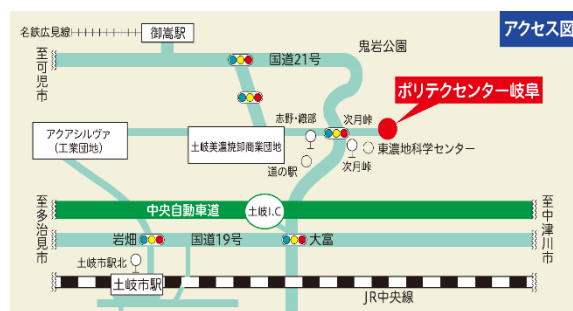 アクセス図
名鉄広見線
御嵩駅
至可児市
国道21号
鬼岩公園
ポリテクセンター岐阜
アクアシルヴァ
(工業団地)
土岐美濃焼卸商業団地
志野・織部
次月峠
道の駅
次月峠
東濃地科学センター
至多治見市
中央自動車道
土岐I.C
至中津川市
岩畑
国道19号
大富
土岐市駅北
土岐市駅
JR中央線